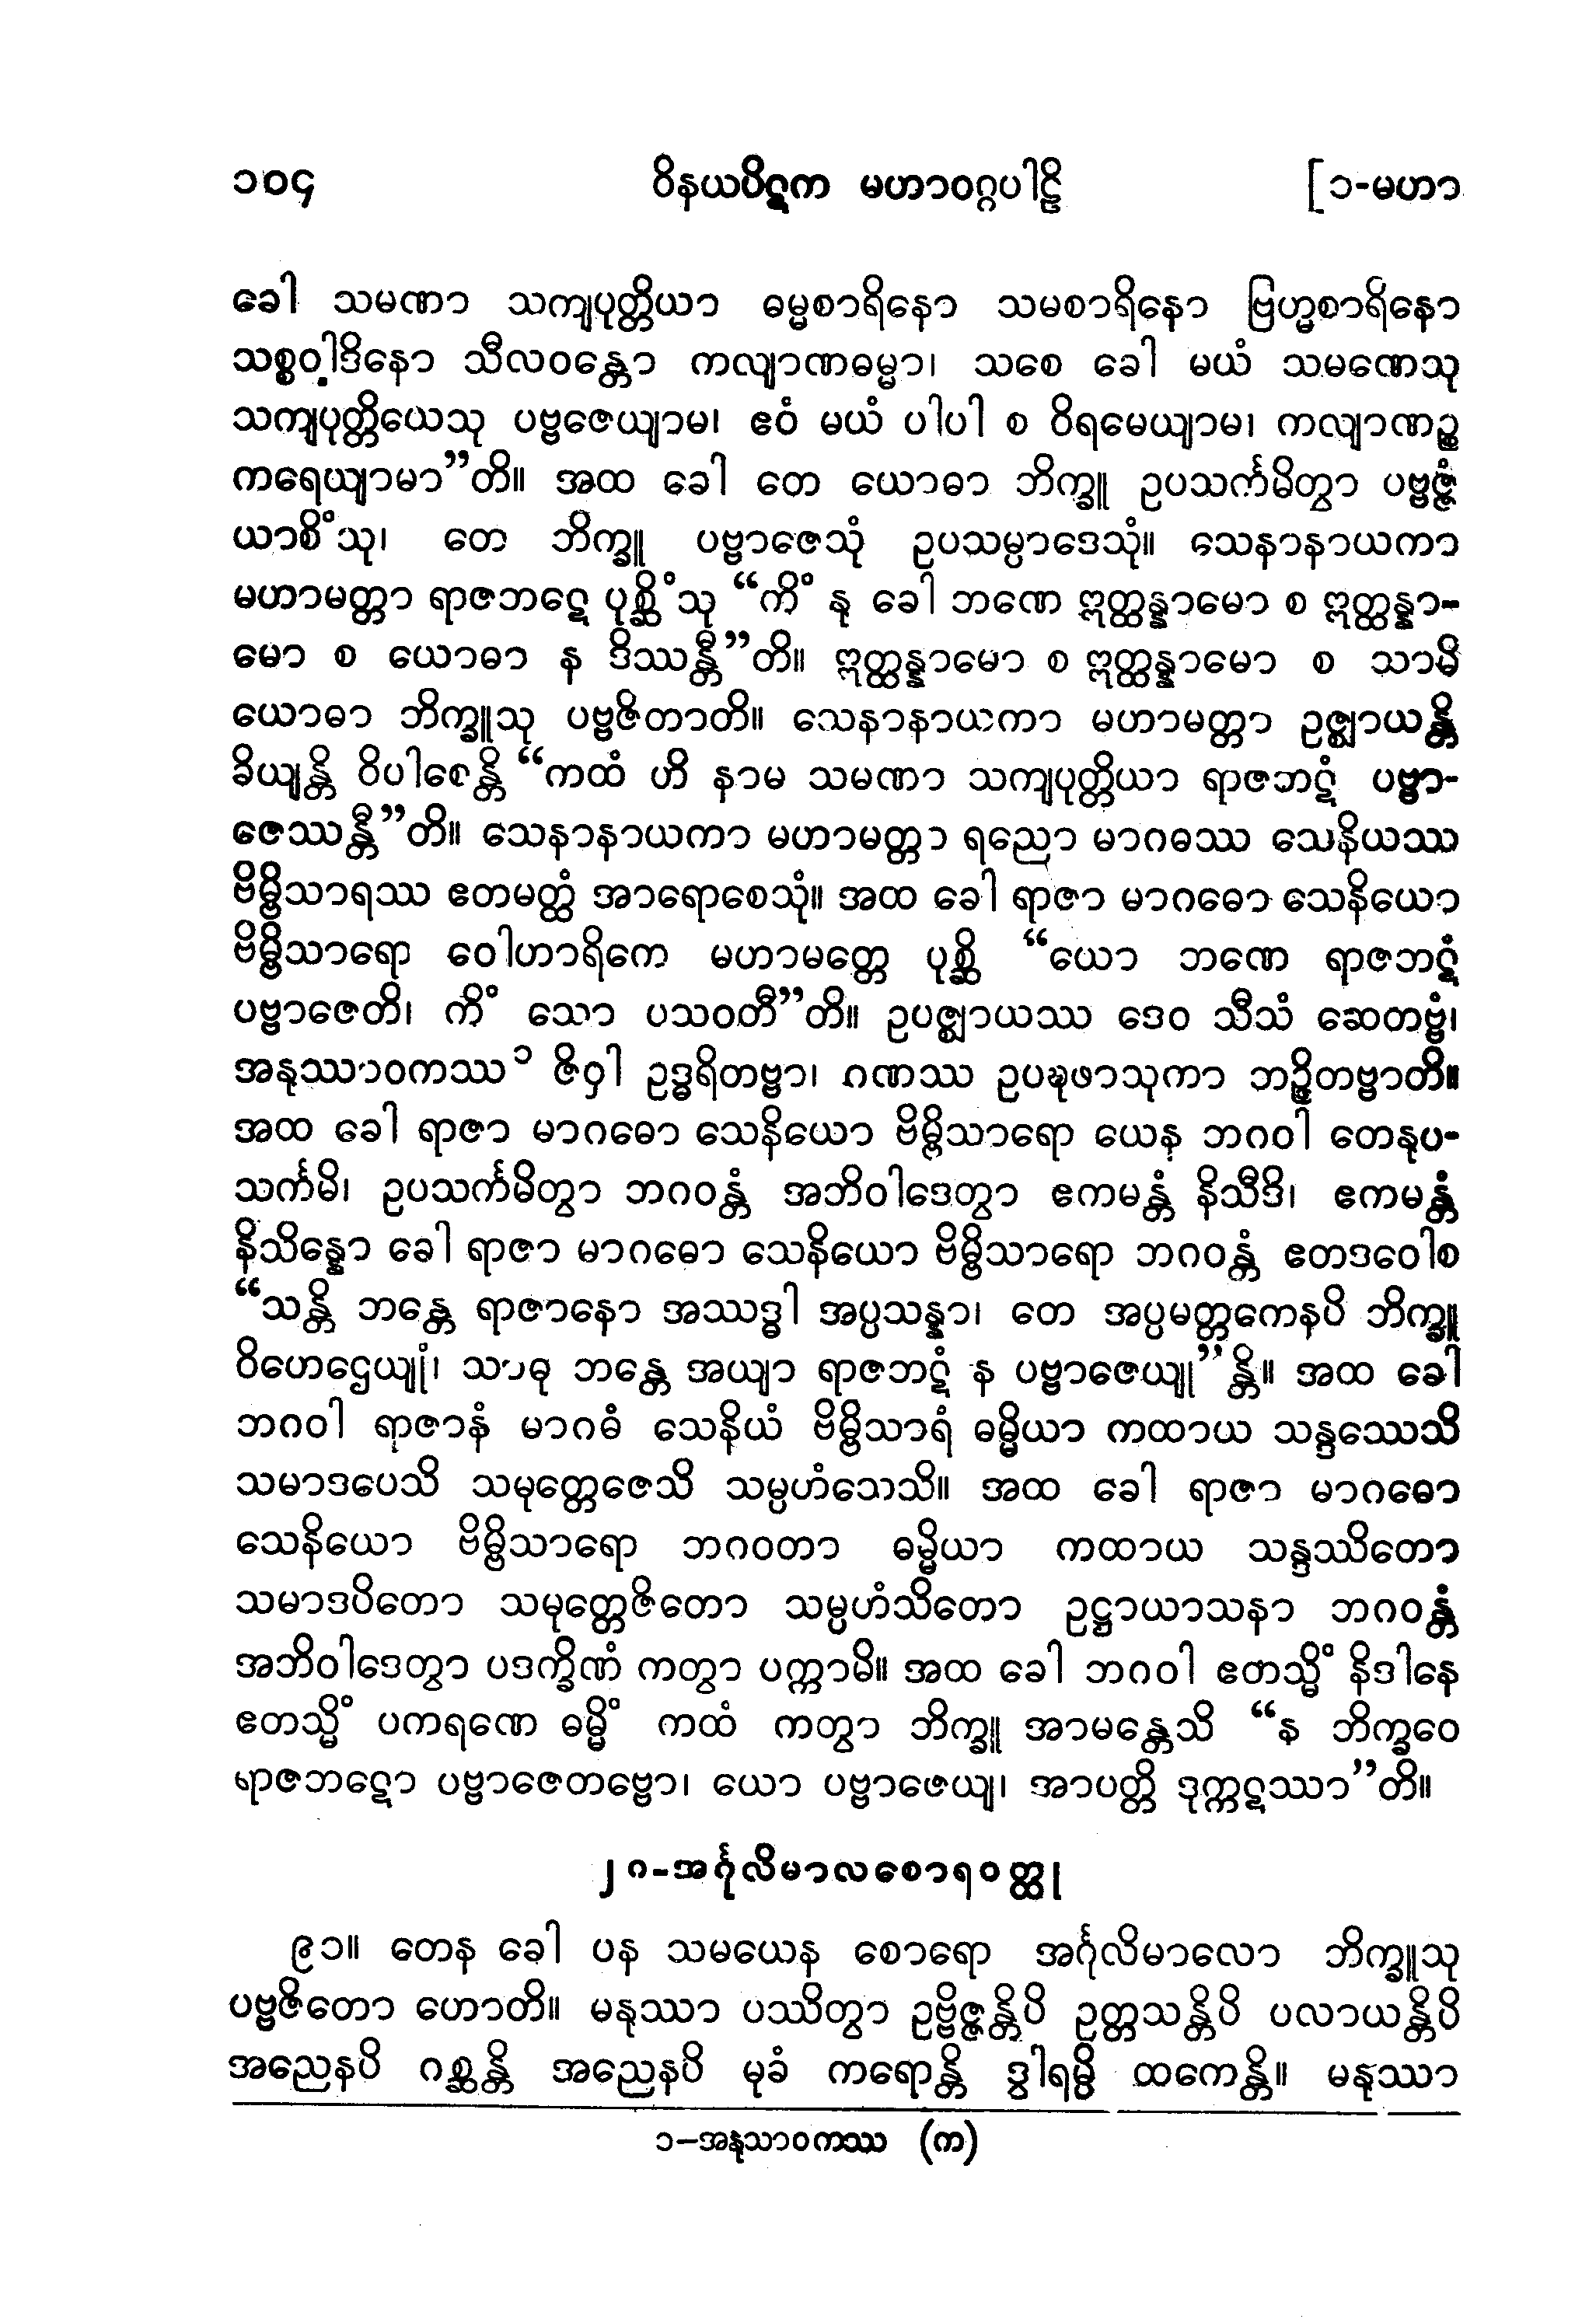 ၁၀၄ ဝိနယပိဋက မဟာဝဂ္ဂပါဠိ [၁-မဟာ
ခေါ သမဏာ သကျပုတ္တိယာ ဓမ္မစာရိနော သမစာရိနော ဗြဟ္မစာရိနော
သစ္စဝါဒိနော သီလဝန္တော ကလျာဏဓမ္မာ၊ သစေ ခေါ မယံ သမဏေသု
သကျပုတ္တိယေသု ပဗ္ဗဇေယျာမ၊ ဧဝံ မယံ ပါပါ စ ဝိရမေယျာမ၊ ကလျာဏဉ္စ
ကရေယျာမာ”တိ။ အထ ခေါ တေ ယောဓာ ဘိက္ခူ ဥပသင်္ကမိတွာ ပဗ္ဗဇ္ဇံ
ယာစိံသု၊ တေ ဘိက္ခူ ပဗ္ဗာဇေသုံ ဥပသမ္ပာဒေသုံ။ သေနာနာယကာ
မဟာမတ္တာ ရာဇဘဋေ ပုစ္ဆိံသု “ကိံ နု ခေါ ဘဏေ ဣတ္ထန္နာမော စ ဣတ္ထန္နာ-
မော စ ယောဓာ န ဒိဿန္တီ”တိ။ ဣတ္ထန္နာမော စ ဣတ္ထန္နာမော စ သာမိ
ယောဓာ ဘိက္ခူသု ပဗ္ဗဇိတာတိ။ သေနာနာယကာ မဟာမတ္တာ ဥဇ္ဈာယန္တိ
ခိယျန္တိ ဝိပါစေန္တိ “ကထံ ဟိ နာမ သမဏာ သကျပုတ္တိယာ ရာဇဘဋံ ပဗ္ဗာ-
ဇေဿန္တီ”တိ။ သေနာနာယကာ မဟာမတ္တာ ရညော မာဂဓဿ သေနိယဿ
ဗိမ္ဗိသာရဿ ဧတမတ္ထံ အာရောစေသုံ။ အထ ခေါ ရာဇာ မာဂဓော သေနိယော
ဗိမ္ဗိသာရော ဝေါဟာရိကေ မဟာမတ္တေ ပုစ္ဆိ “ယော ဘဏေ ရာဇဘဋံ
ပဗ္ဗာဇေတိ၊ ကိံ သော ပသဝတီ”တိ။ ဥပဇ္ဈာယဿ ဒေဝ သီသံ ဆေတဗ္ဗံ၊
အနုဿာဝကဿ ၁ ဇိဝှါ ဥဒ္ဓရိတဗ္ဗာ၊ ဂဏဿ ဥပဍ္ဎဖာသုကာ ဘဉ္ဇိတဗ္ဗာတိ။
အထ ခေါ ရာဇာ မာဂဓော သေနိယော ဗိမ္ဗိသာရော ယေန ဘဂဝါ တေနုပ-
သင်္ကမိ၊ ဥပသင်္ကမိတွာ ဘဂဝန္တံ အဘိဝါဒေတွာ ဧကမန္တံ နိသီဒိ၊ ဧကမန္တံ
နိသိန္နော ခေါ ရာဇာ မာဂဓော သေနိယော ဗိမ္ဗိသာရော ဘဂဝန္တံ ဧတဒဝေါစ
“သန္တိ ဘန္တေ ရာဇာနော အဿဒ္ဓါ အပ္ပသန္နာ၊ တေ အပ္ပမတ္တကေနပိ ဘိက္ခူ
ဝိဟေဌေယျုံ၊ သာဓု ဘန္တေ အယျာ ရာဇဘဋံ န ပဗ္ဗာဇေယျု”န္တိ။ အထ ခေါ
ဘဂဝါ ရာဇာနံ မာဂဓံ သေနိယံ ဗိမ္ဗိသာရံ ဓမ္မိယာ ကထာယ သန္ဒဿေသိ
သမာဒပေသိ သမုတ္တေဇေသိ သမ္ပဟံသေသိ။ အထ ခေါ ရာဇာ မာဂဓော
သေနိယော ဗိမ္ဗိသာရော ဘဂဝတာ ဓမ္မိယာ ကထာယ သန္ဒဿိတော
သမာဒပိတော သမုတ္တေဇိတော သမ္ပဟံသိတော ဥဋ္ဌာယာသနာ ဘဂဝန္တံ
အဘိဝါဒေတွာ ပဒက္ခိဏံ ကတွာ ပက္ကာမိ။ အထ ခေါ ဘဂဝါ ဧတသ္မိံ နိဒါနေ
ဧတသ္မိံ ပကရဏေ ဓမ္မိံ ကထံ ကတွာ ဘိက္ခူ အာမန္တေသိ “န ဘိက္ခဝေ
ရာဇဘဋော ပဗ္ဗာဇေတဗ္ဗော၊ ယော ပဗ္ဗာဇေယျ၊ အာပတ္တိ ဒုက္ကဋဿာ”တိ။
၂၈-အင်္ဂုလိမာလစောရဝတ္ထု
၉၁။ တေန ခေါ ပန သမယေန စောရော အင်္ဂုလိမာလော ဘိက္ခူသု
ပဗ္ဗဇိတော ဟောတိ။ မနုဿာ ပဿိတွာ ဥဗ္ဗိဇ္ဇန္တိပိ ဥတ္တသန္တိပိ ပလာယန္တိပိ
အညေနပိ ဂစ္ဆန္တိ အညေနပိ မုခံ ကရောန္တိ ဒွါရမ္ပိ ထကေန္တိ။ မနုဿာ
၁–အနုသာဝကဿ (က)